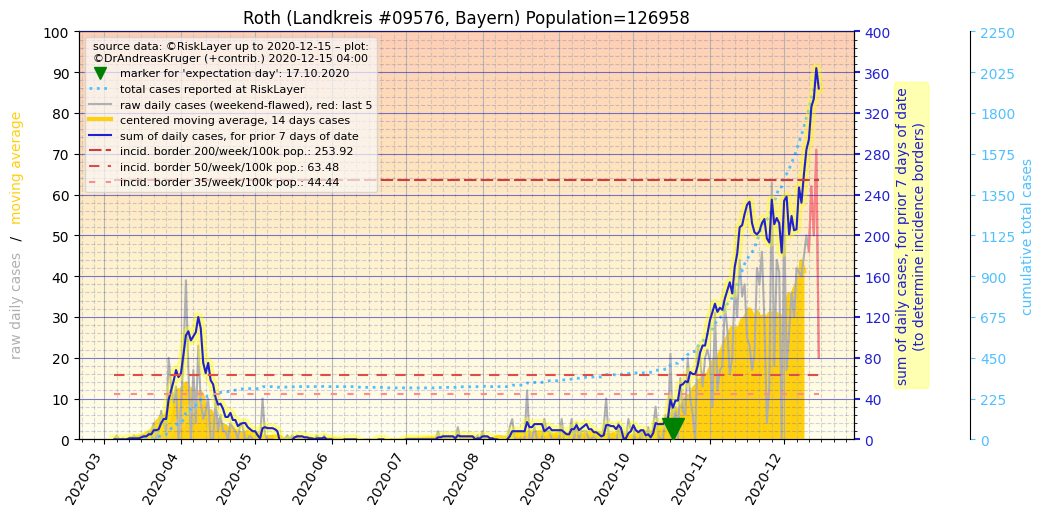 Roth (Landkreis #09576, Bayern) Population=126958
source data: ©RiskLayer up to 2020-12-15 – plot:
©DrAndreasKruger (+contrib.) 2020-12-15 04:00
marker for 'expectation day': 17.10.2020
total cases reported at RiskLayer
raw daily cases (weekend-flawed), red: last 5
centered moving average, 14 days cases
sum of daily cases, for prior 7 days of date
incid. border 200/week/100k pop.: 253.92
incid. border 50/week/100k pop.: 63.48
incid. border 35/week/100k pop.: 44.44
raw daily cases / moving average
100
90
80
70
60
50
40
30
20
10
0
400
360
320
280
240
200
160
120
80
40
0
sum of daily cases, for prior 7 days of date
(to determine incidence borders)
2250
2025
1800
1575
1350
1125
900
675
450
225
0
cumulative total cases
2020-03
2020-04
2020-05
2020-06
2020-07
2020-08
2020-09
2020-10
2020-11
2020-12